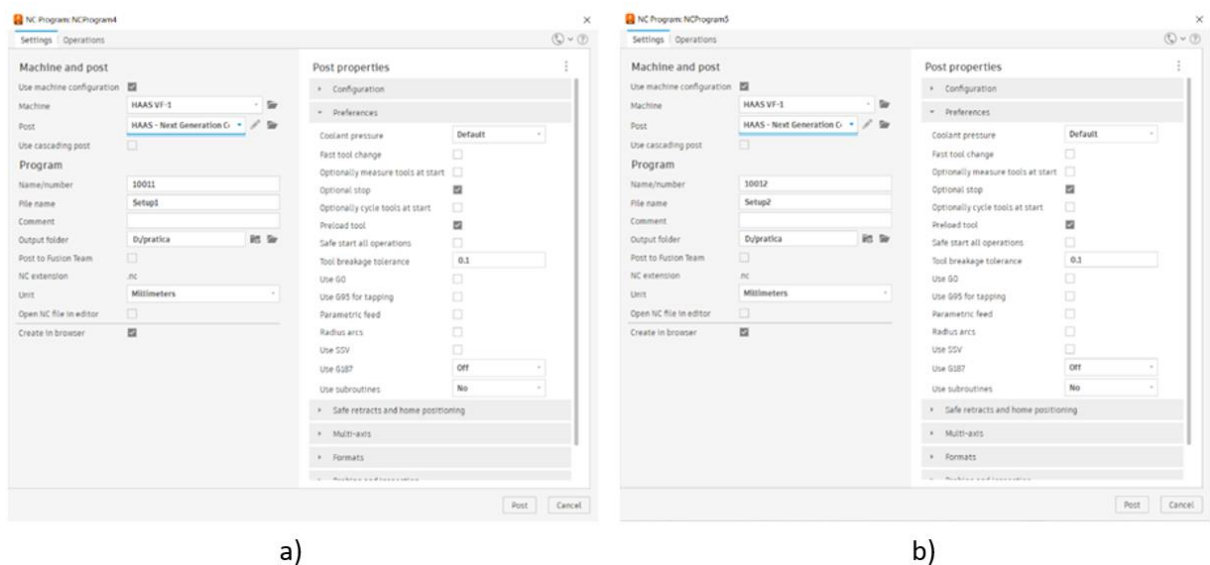 NC Program: NCProgram4
Settings Operations
Machine and post
Use machine configuration
Machine HAAS VF-1
Post HAAS - Next Generation C
Use cascading post
Program
Name/number 10011
File name Setup1
Comment
Output folder D:/pratica
Post to Fusion Team
NC extension .nc
Unit Millimeters
Open NC file in editor
Create in browser
Post properties
Configuration
Preferences
Coolant pressure Default
Fast tool change
Optionally measure tools at start
Optional stop
Optionally cycle tools at start
Preload tool
Safe start all operations
Tool breakage tolerance 0.1
Use G0
Use G95 for tapping
Parametric feed
Radius arcs
Use SSV
Use G187 Off
Use subroutines No
Safe retracts and home positioning
Multi-axis
Formats
Post Cancel
a)
NC Program: NCProgram5
Settings Operations
Machine and post
Use machine configuration
Machine HAAS VF-1
Post HAAS - Next Generation C
Use cascading post
Program
Name/number 10012
File name Setup2
Comment
Output folder D:/pratica
Post to Fusion Team
NC extension .nc
Unit Millimeters
Open NC file in editor
Create in browser
Post properties
Configuration
Preferences
Coolant pressure Default
Fast tool change
Optionally measure tools at start
Optional stop
Optionally cycle tools at start
Preload tool
Safe start all operations
Tool breakage tolerance 0.1
Use G0
Use G95 for tapping
Parametric feed
Radius arcs
Use SSV
Use G187 Off
Use subroutines No
Safe retracts and home positioning
Multi-axis
Formats
Post Cancel
b)